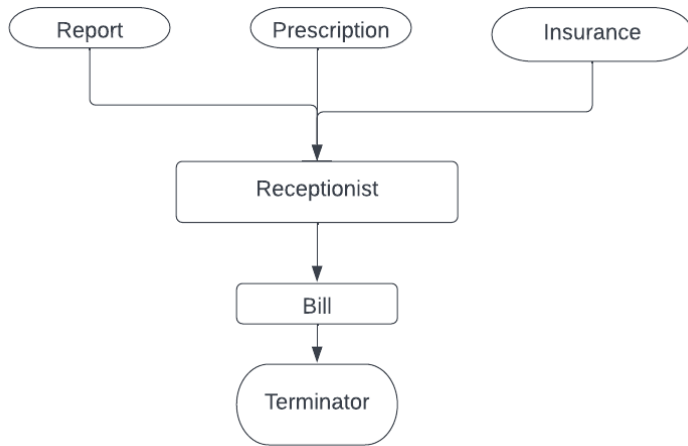 Report
Prescription
Insurance
Receptionist
Bill
Terminator